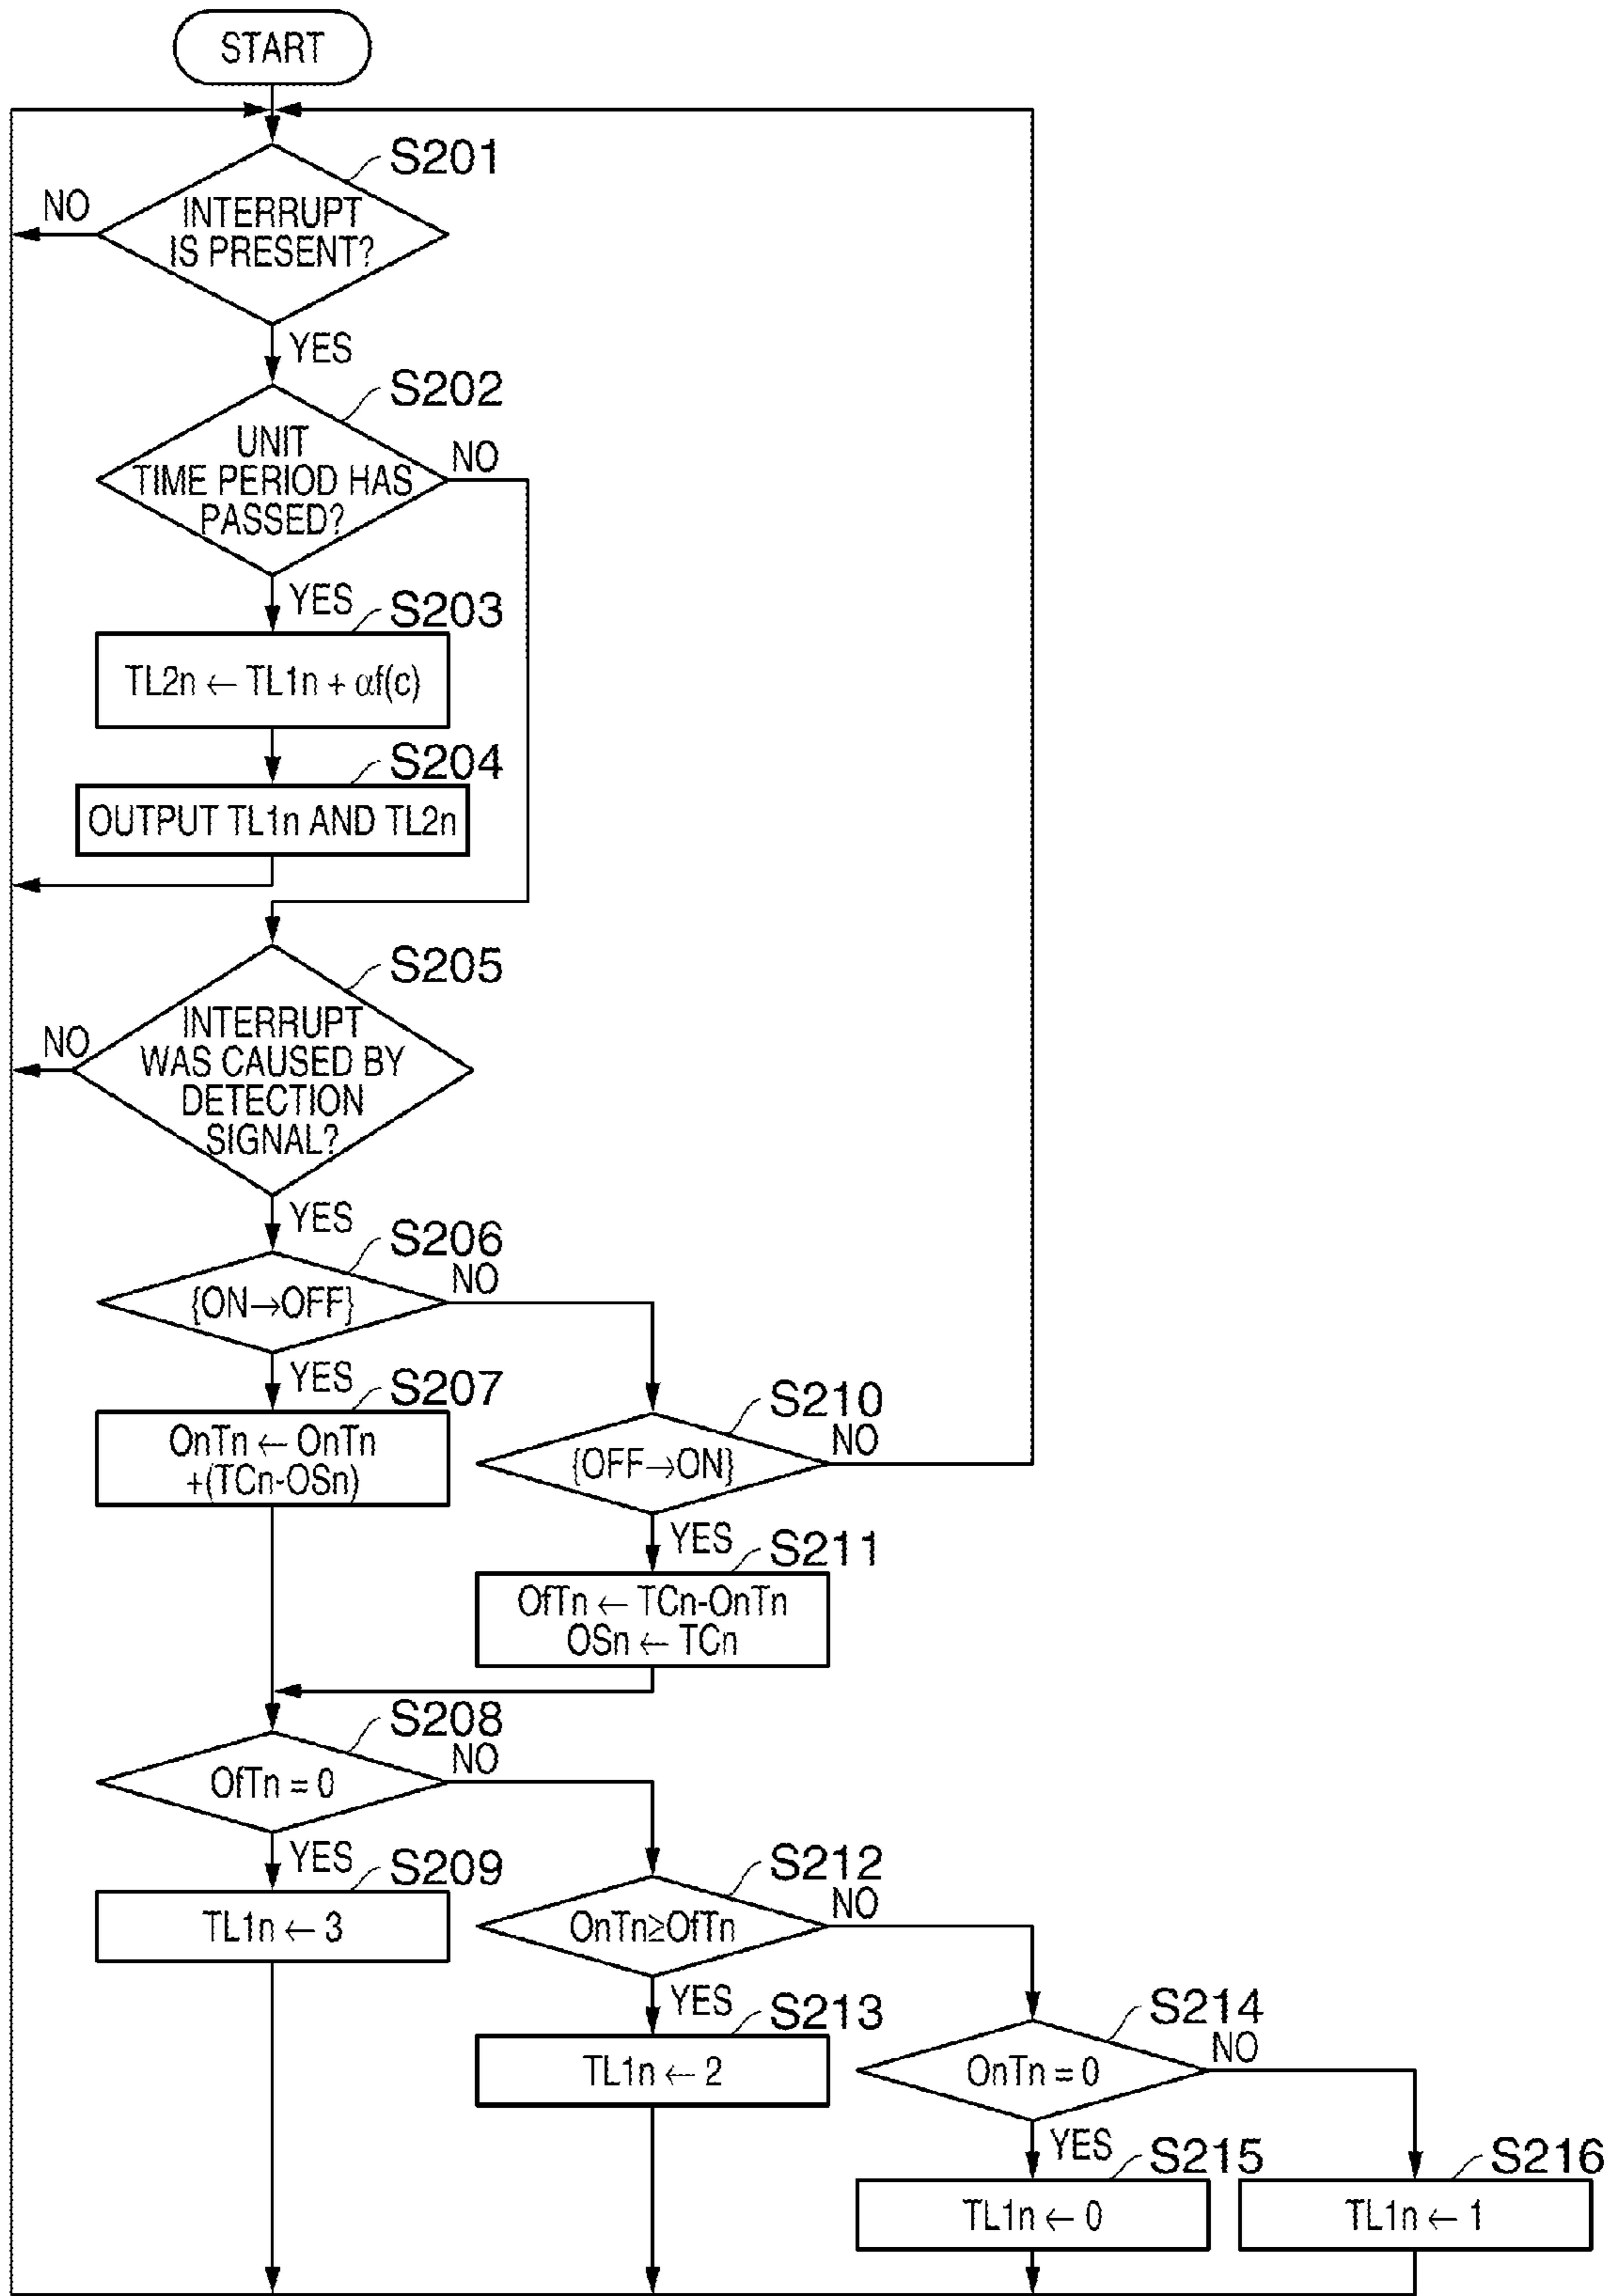 START
S201
NO
INTERRUPT
IS PRESENT?
YES
S202
UNIT
TIME PERIOD HAS
PASSED?
NO
YES
S203
TL2n ← TL1n + αf(c)
S204
OUTPUT TL1n AND TL2n
S205
NO
INTERRUPT
WAS CAUSED BY
DETECTION
SIGNAL?
YES
S206
NO
{ON→OFF}
YES
S207
OnTn ← OnTn
+(TCn-OSn)
S210
NO
{OFF→ON}
YES
S211
OfTn ← TCn-OnTn
OSn ← TCn
S208
NO
OfTn = 0
YES
S209
TL1n ← 3
S212
NO
OnTn≥OfTn
YES
S213
TL1n ← 2
S214
NO
OnTn = 0
YES
S215
TL1n ← 0
S216
TL1n ← 1